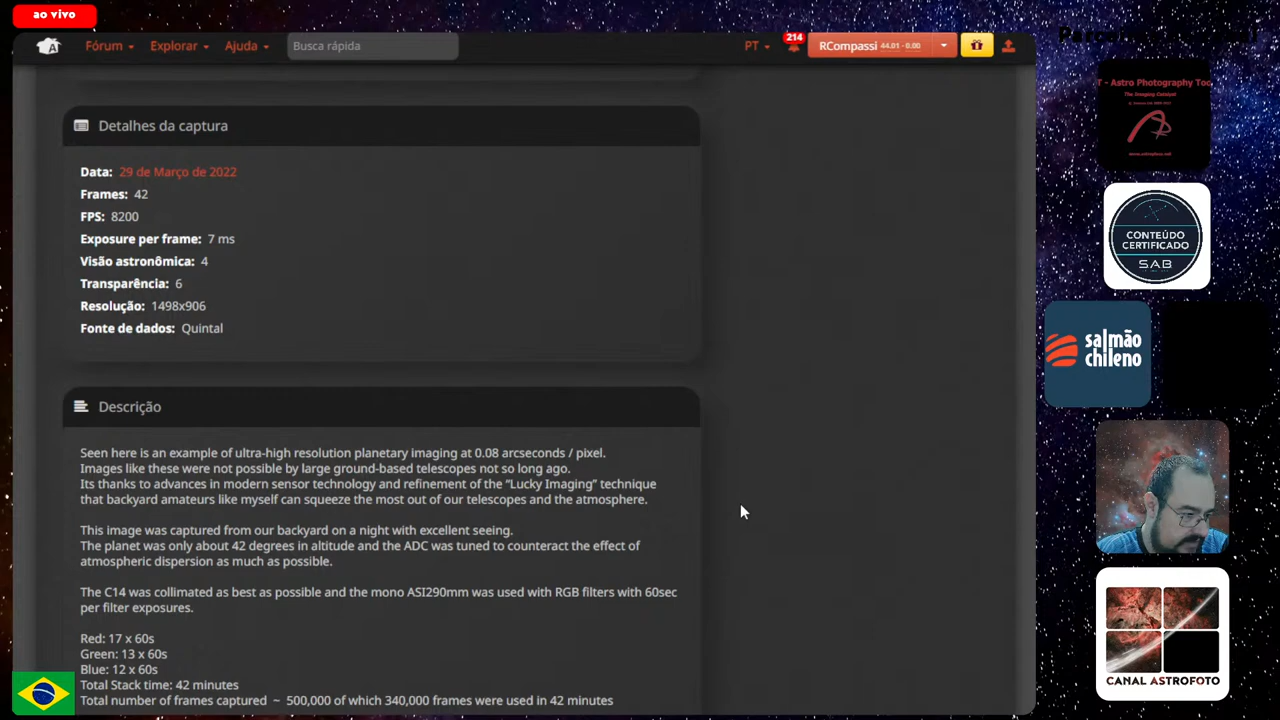 ao vivo
Fórum
Explorar
Ajuda
Busca rápida
PT
214
RCompassi 44.01 - 0.00
Detalhes da captura
Data: 29 de Março de 2022
Frames: 42
FPS: 8200
Exposure per frame: 7 ms
Visão astronômica: 4
Transparência: 6
Resolução: 1498x906
Fonte de dados: Quintal
Descrição
Seen here is an example of ultra-high resolution planetary imaging at 0.08 arcseconds / pixel.
Images like these were not possible by large ground-based telescopes not so long ago.
Its thanks to advances in modern sensor technology and refinement of the “Lucky Imaging” technique
that backyard amateurs like myself can squeeze the most out of our telescopes and the atmosphere.
This image was captured from our backyard on a night with excellent seeing.
The planet was only about 42 degrees in altitude and the ADC was tuned to counteract the effect of
atmospheric dispersion as much as possible.
The C14 was collimated as best as possible and the mono ASI290mm was used with RGB filters with 60sec
per filter exposures.
Red: 17 x 60s
Green: 13 x 60s
Blue: 12 x 60s
Total Stack time: 42 minutes
Total number of frames captured ~ 500,000 of which 340,000 frames were used in 42 minutes
T - Astro Photography Too
The Imaging Catalyst
CONTEÚDO
CERTIFICADO
SAB
salmão
chileno
CANAL ASTROFOTO